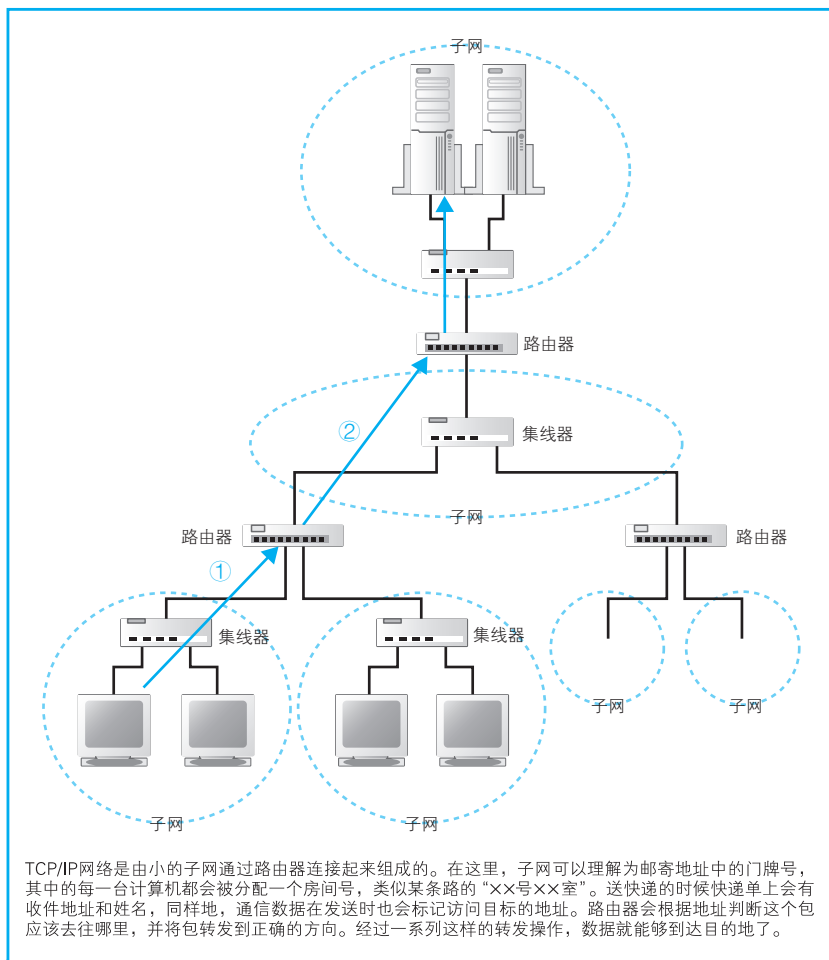 子网
路由器
②
集线器
子网
路由器
路由器
①
集线器
集线器
子网
子网
子网
子网
TCP/IP网络是由小的子网通过路由器连接起来组成的。在这里，子网可以理解为邮寄地址中的门牌号，
其中的每一台计算机都会被分配一个房间号，类似某条路的“××号××室”。送快递的时候快递单上会有
收件地址和姓名，同样地，通信数据在发送时也会标记访问目标的地址。路由器会根据地址判断这个包
应该去往哪里，并将包转发到正确的方向。经过一系列这样的转发操作，数据就能够到达目的地了。